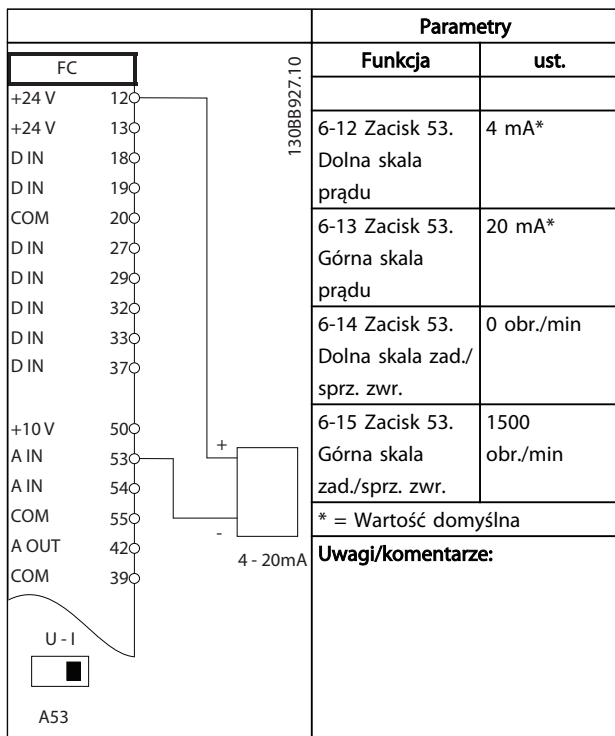 FC
+24 V 12
+24 V 13
D IN 18
D IN 19
COM 20
D IN 27
D IN 29
D IN 32
D IN 33
D IN 37
+10 V 50
A IN 53
A IN 54
COM 55
A OUT 42
COM 39
+
-
4 - 20mA
U - I
A53
130BB927.10
Parametry
Funkcja ust.
6-12 Zacisk 53. 4 mA*
Dolna skala
prądu
6-13 Zacisk 53. 20 mA*
Górna skala
prądu
6-14 Zacisk 53. 0 obr./min
Dolna skala zad./
sprz. zwr.
6-15 Zacisk 53. 1500
Górna skala obr./min
zad./sprz. zwr.
* = Wartość domyślna
Uwagi/komentarze: